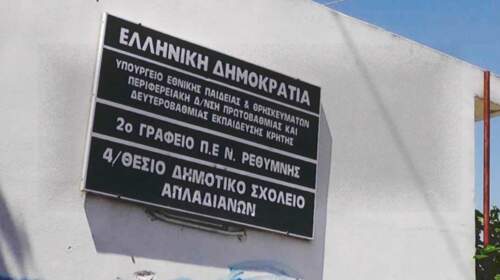 ΕΛΛΗΝΙΚΗ ΔΗΜΟΚΡΑΤΙΑ
ΥΠΟΥΡΓΕΙΟ ΕΘΝΙΚΗΣ ΠΑΙΔΕΙΑΣ & ΘΡΗΣΚΕΥΜΑΤΩΝ
ΠΕΡΙΦΕΡΕΙΑΚΗ Δ/ΝΣΗ ΠΡΩΤΟΒΑΘΜΙΑΣ ΚΑΙ
ΔΕΥΤΕΡΟΒΑΘΜΙΑΣ ΕΚΠΑΙΔΕΥΣΗΣ ΚΡΗΤΗΣ
2ο ΓΡΑΦΕΙΟ Π.Ε Ν. ΡΕΘΥΜΝΗΣ
4/ΘΕΣΙΟ ΔΗΜΟΤΙΚΟ ΣΧΟΛΕΙΟ
ΑΠΛΑΔΙΑΝΩΝ